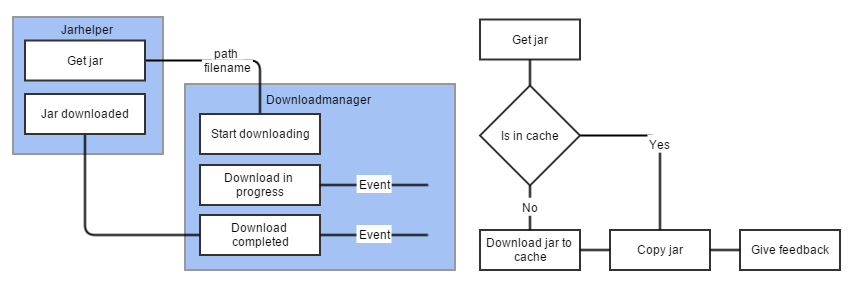 Jarhelper
Get jar
path
filename
Jar downloaded
Downloadmanager
Start downloading
Download in
progress
Event
Download
completed
Event
Get jar
Is in cache
Yes
No
Download jar to
cache
Copy jar
Give feedback